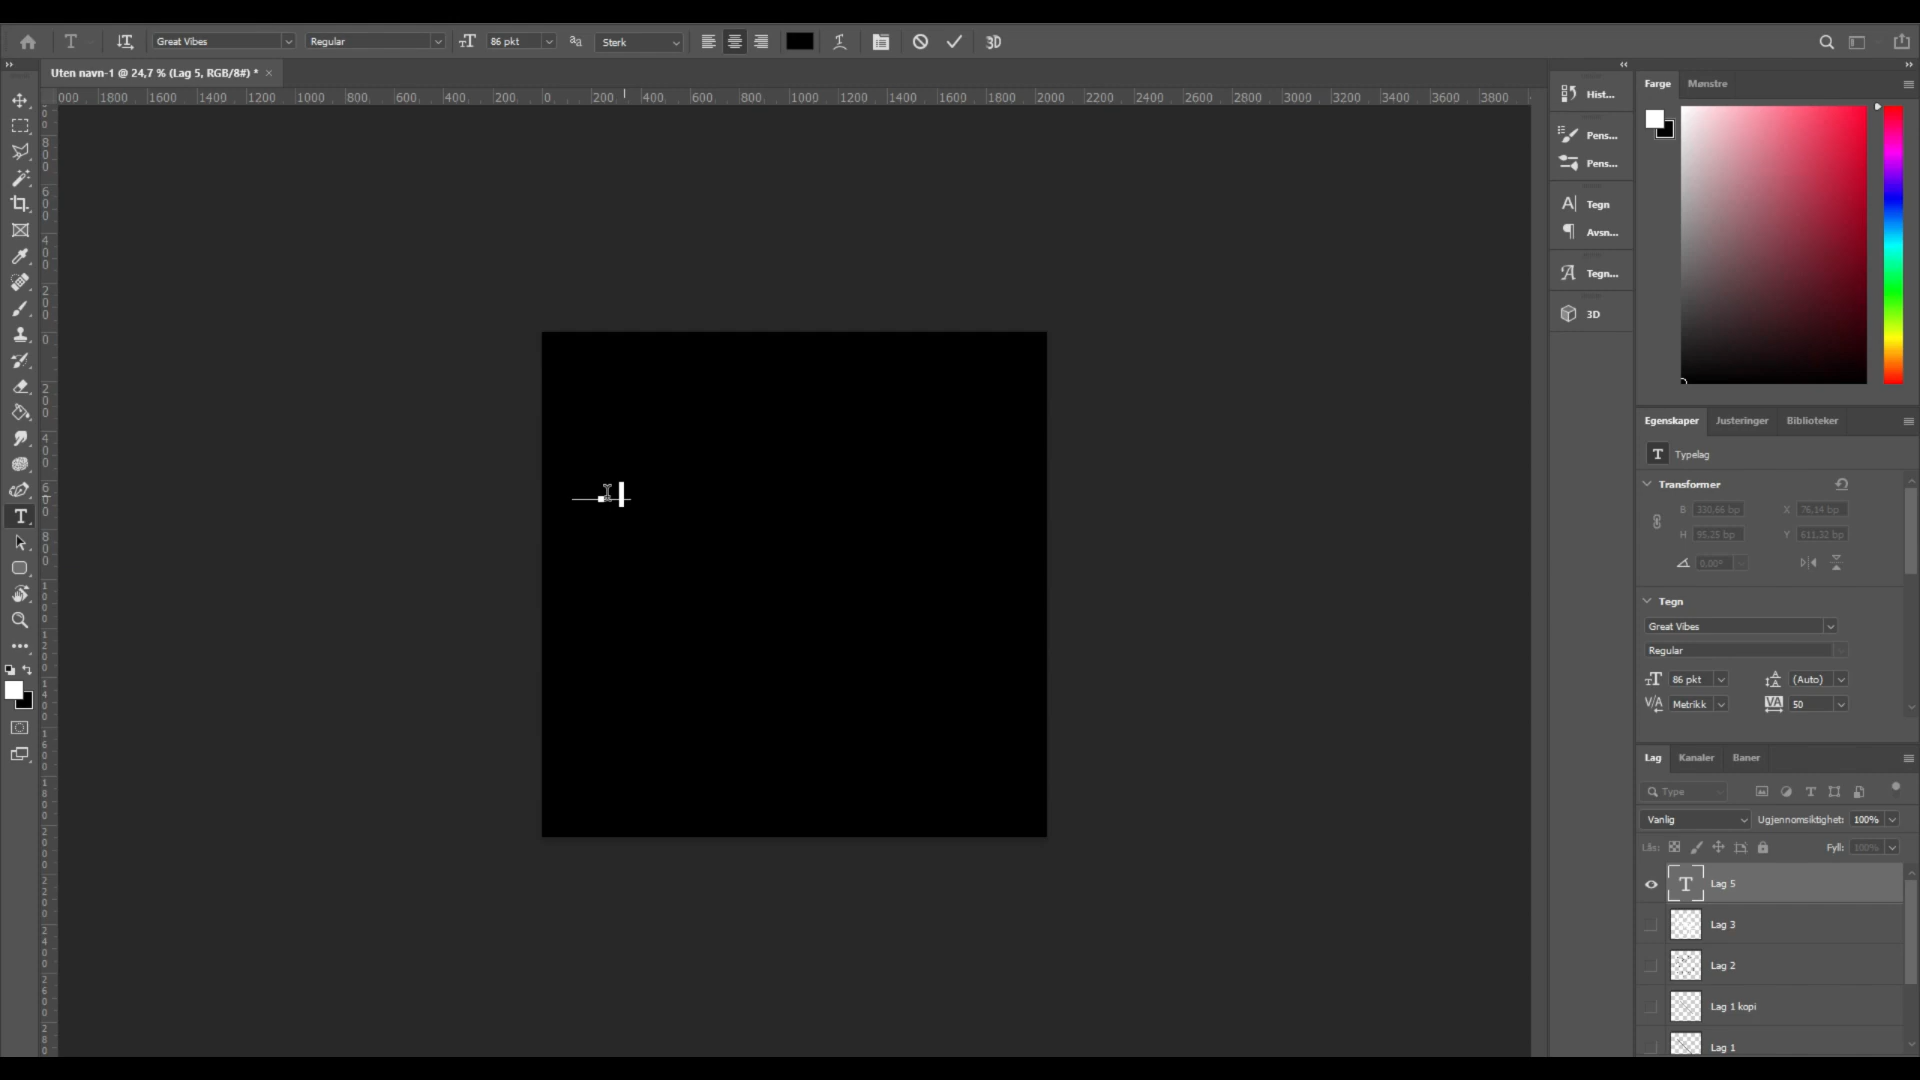 Great Vibes Regular 86 pkt Sterk 3D
Uten navn-1 @ 24,7 % (Lag 5, RGB/8#) * ×
000 1800 1600 1400 1200 1000 800 600 400 200 0 200 400 600 800 1000 1200 1400 1600 1800 2000 2200 2400 2600 2800 3000 3200 3400 3600 3800
Hist...
Pens...
Pens...
Tegn
Avsn...
Tegn...
3D
Farge Mønstre
Egenskaper Justeringer Biblioteker
Typelag
Transformer
B 330.66 bp X 76.14 bp
H 95.25 bp Y 611.32 bp
0,00°
Tegn
Great Vibes
Regular
86 pkt (Auto)
Metrikk 50
Lag Kanaler Baner
Type
Vanlig Ugjennomsiktighet: 100%
Lås: Fyll: 100%
Lag 5
Lag 3
Lag 2
Lag 1 kopi
Lag 1